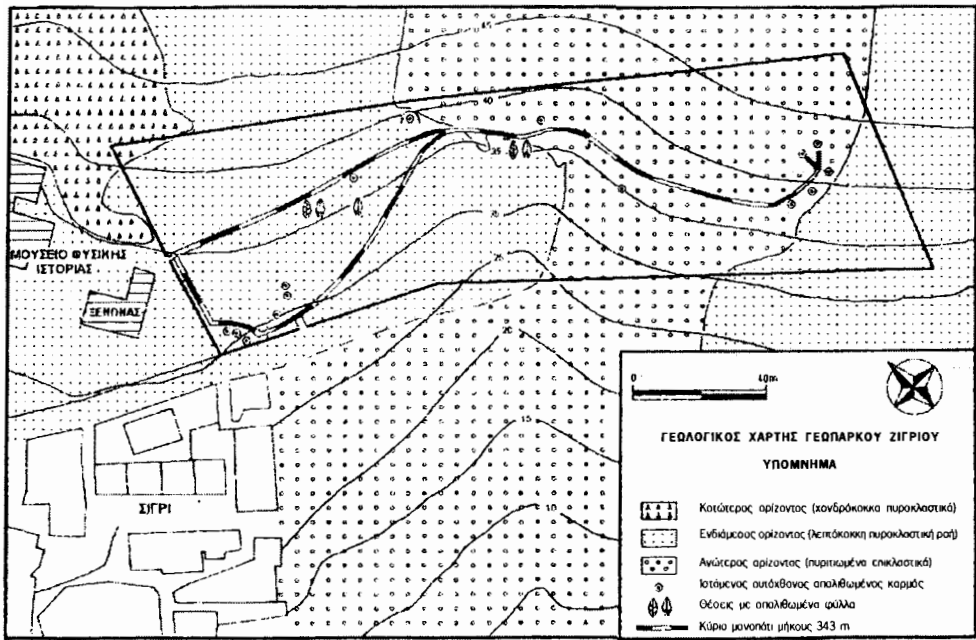 45
40
35
30
25
20
15
10
ΜΟΥΣΕΙΟ ΦΥΣΙΚΗΣ
ΙΣΤΟΡΙΑΣ
ΞΕΝΩΝΑΣ
ΣΙΓΡΙ
0 40m
ΓΕΩΛΟΓΙΚΟΣ ΧΑΡΤΗΣ ΓΕΩΠΑΡΚΟΥ ΣΙΓΡΙΟΥ
ΥΠΟΜΝΗΜΑ
Κατώτερος ορίζοντας (χονδρόκοκκα πυροκλαστικά)
Ενδιάμεσος ορίζοντας (λεπτόκοκκη πυροκλαστική ροή)
Ανώτερος ορίζοντας (πυριτιωμένα επικλαστικά)
Ιστάμενος αυτόχθονας απολιθωμένος κορμός
Θέσεις με απολιθωμένα φύλλα
Κύριο μονοπάτι μήκους 343 m